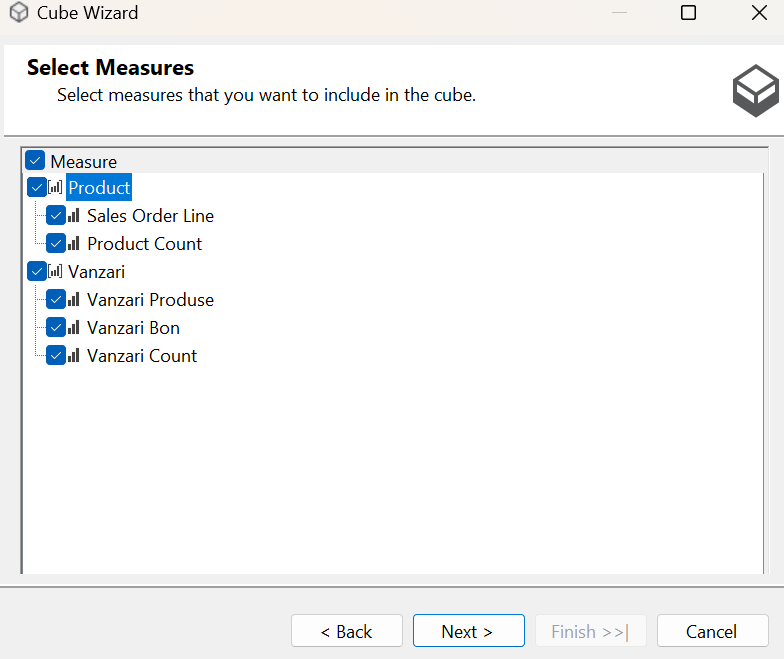 Cube Wizard
Select Measures
Select measures that you want to include in the cube.
Measure
Product
Sales Order Line
Product Count
Vanzari
Vanzari Produse
Vanzari Bon
Vanzari Count
< Back Next > Finish >>| Cancel